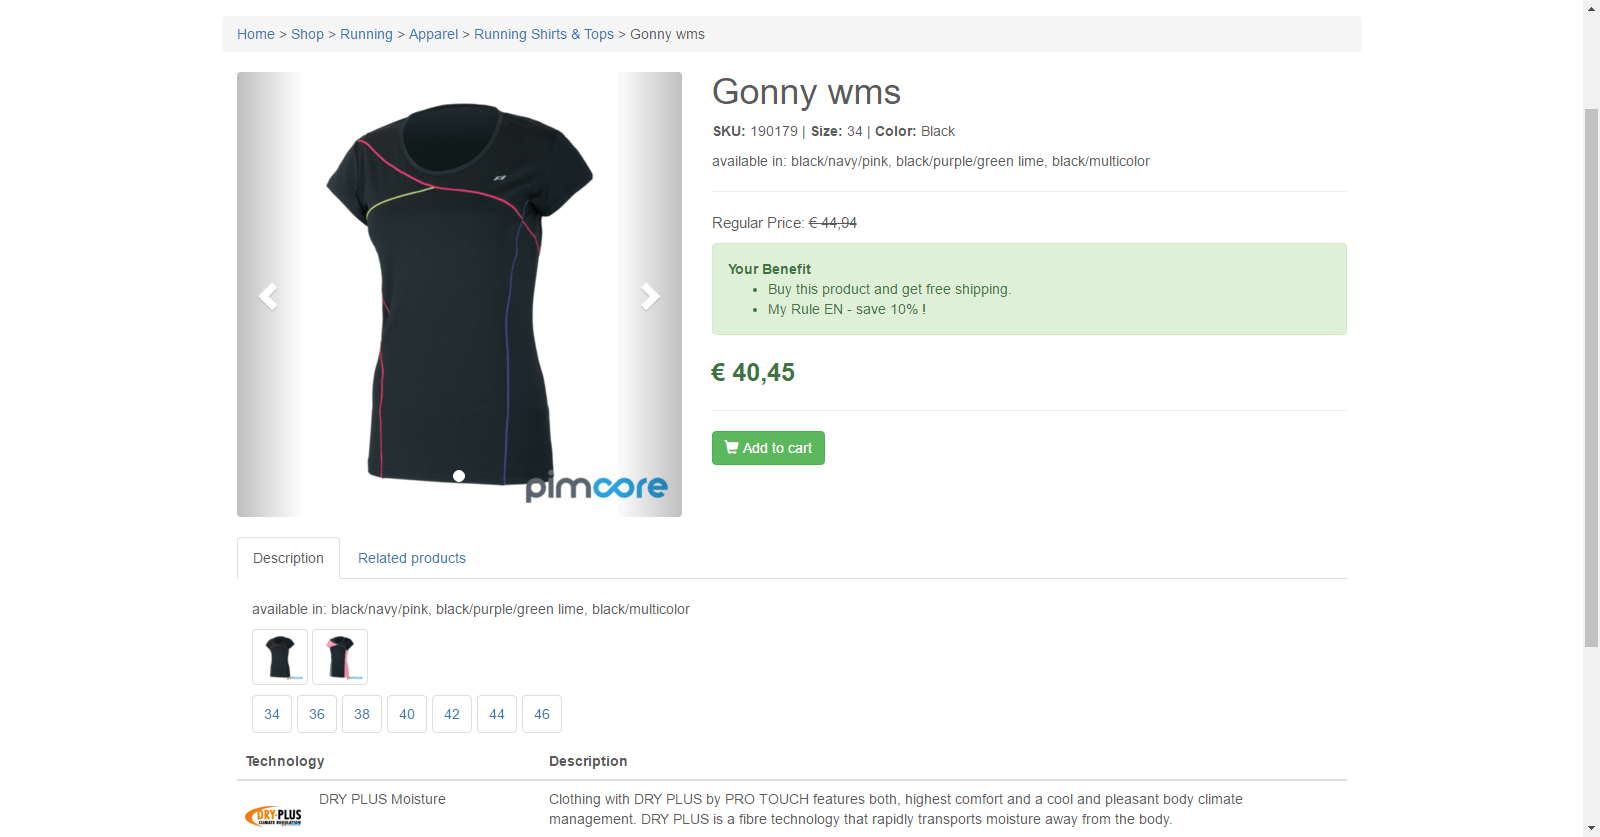 Home > Shop > Running > Apparel > Running Shirts & Tops > Gonny wms
Gonny wms
SKU: 190179 | Size: 34 | Color: Black
available in: black/navy/pink, black/purple/green lime, black/multicolor
Regular Price: € 44,94
Your Benefit
• Buy this product and get free shipping.
• My Rule EN - save 10% !
€ 40,45
Add to cart
pimcore
Description
Related products
available in: black/navy/pink, black/purple/green lime, black/multicolor
34 36 38 40 42 44 46
Technology Description
DRY-PLUS
CLIMATE REGULATION
DRY PLUS Moisture
Clothing with DRY PLUS by PRO TOUCH features both, highest comfort and a cool and pleasant body climate
management. DRY PLUS is a fibre technology that rapidly transports moisture away from the body.